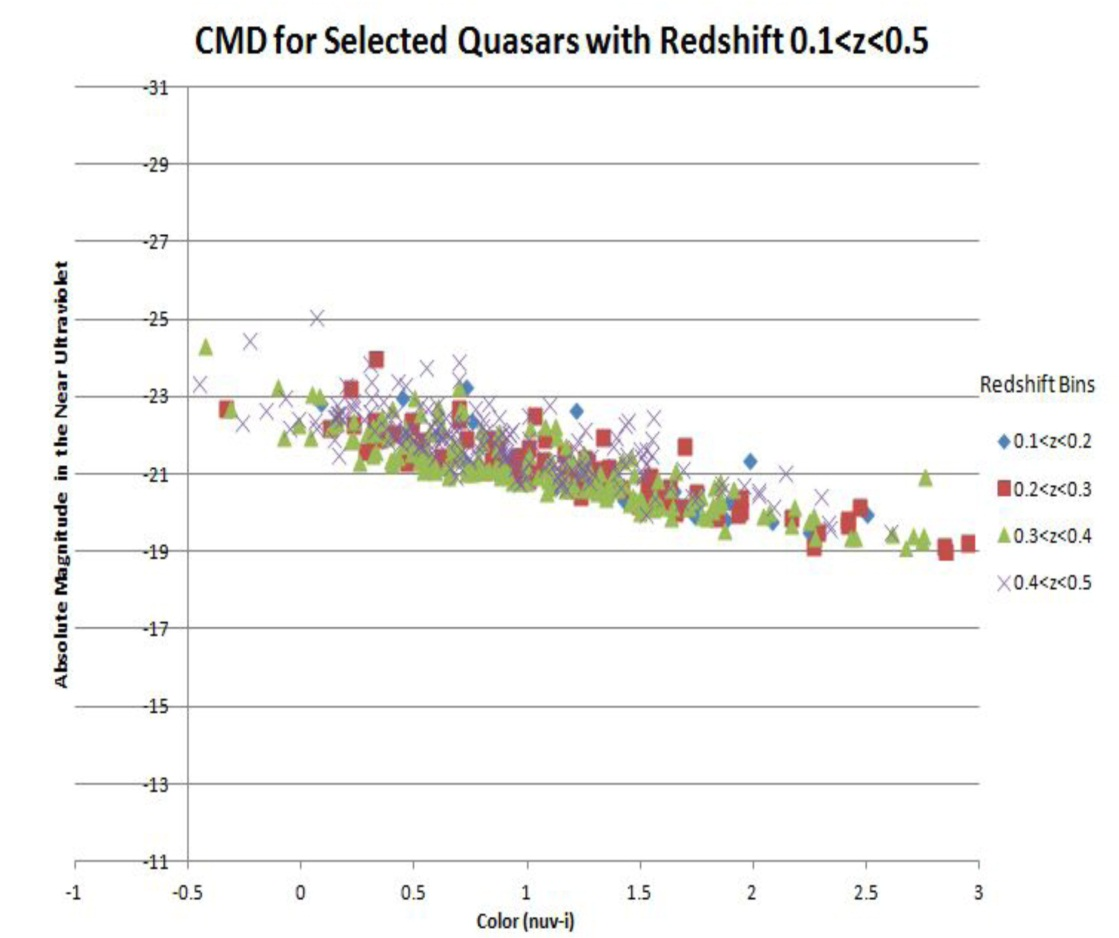 CMD for Selected Quasars with Redshift 0.1<z<0.5
Absolute Magnitude in the Near Ultraviolet
-31
-29
-27
-25
-23
-21
-19
-17
-15
-13
-11
-1 -0.5 0 0.5 1 1.5 2 2.5 3
Color (nuv-i)
Redshift Bins
0.1<z<0.2
0.2<z<0.3
0.3<z<0.4
0.4<z<0.5